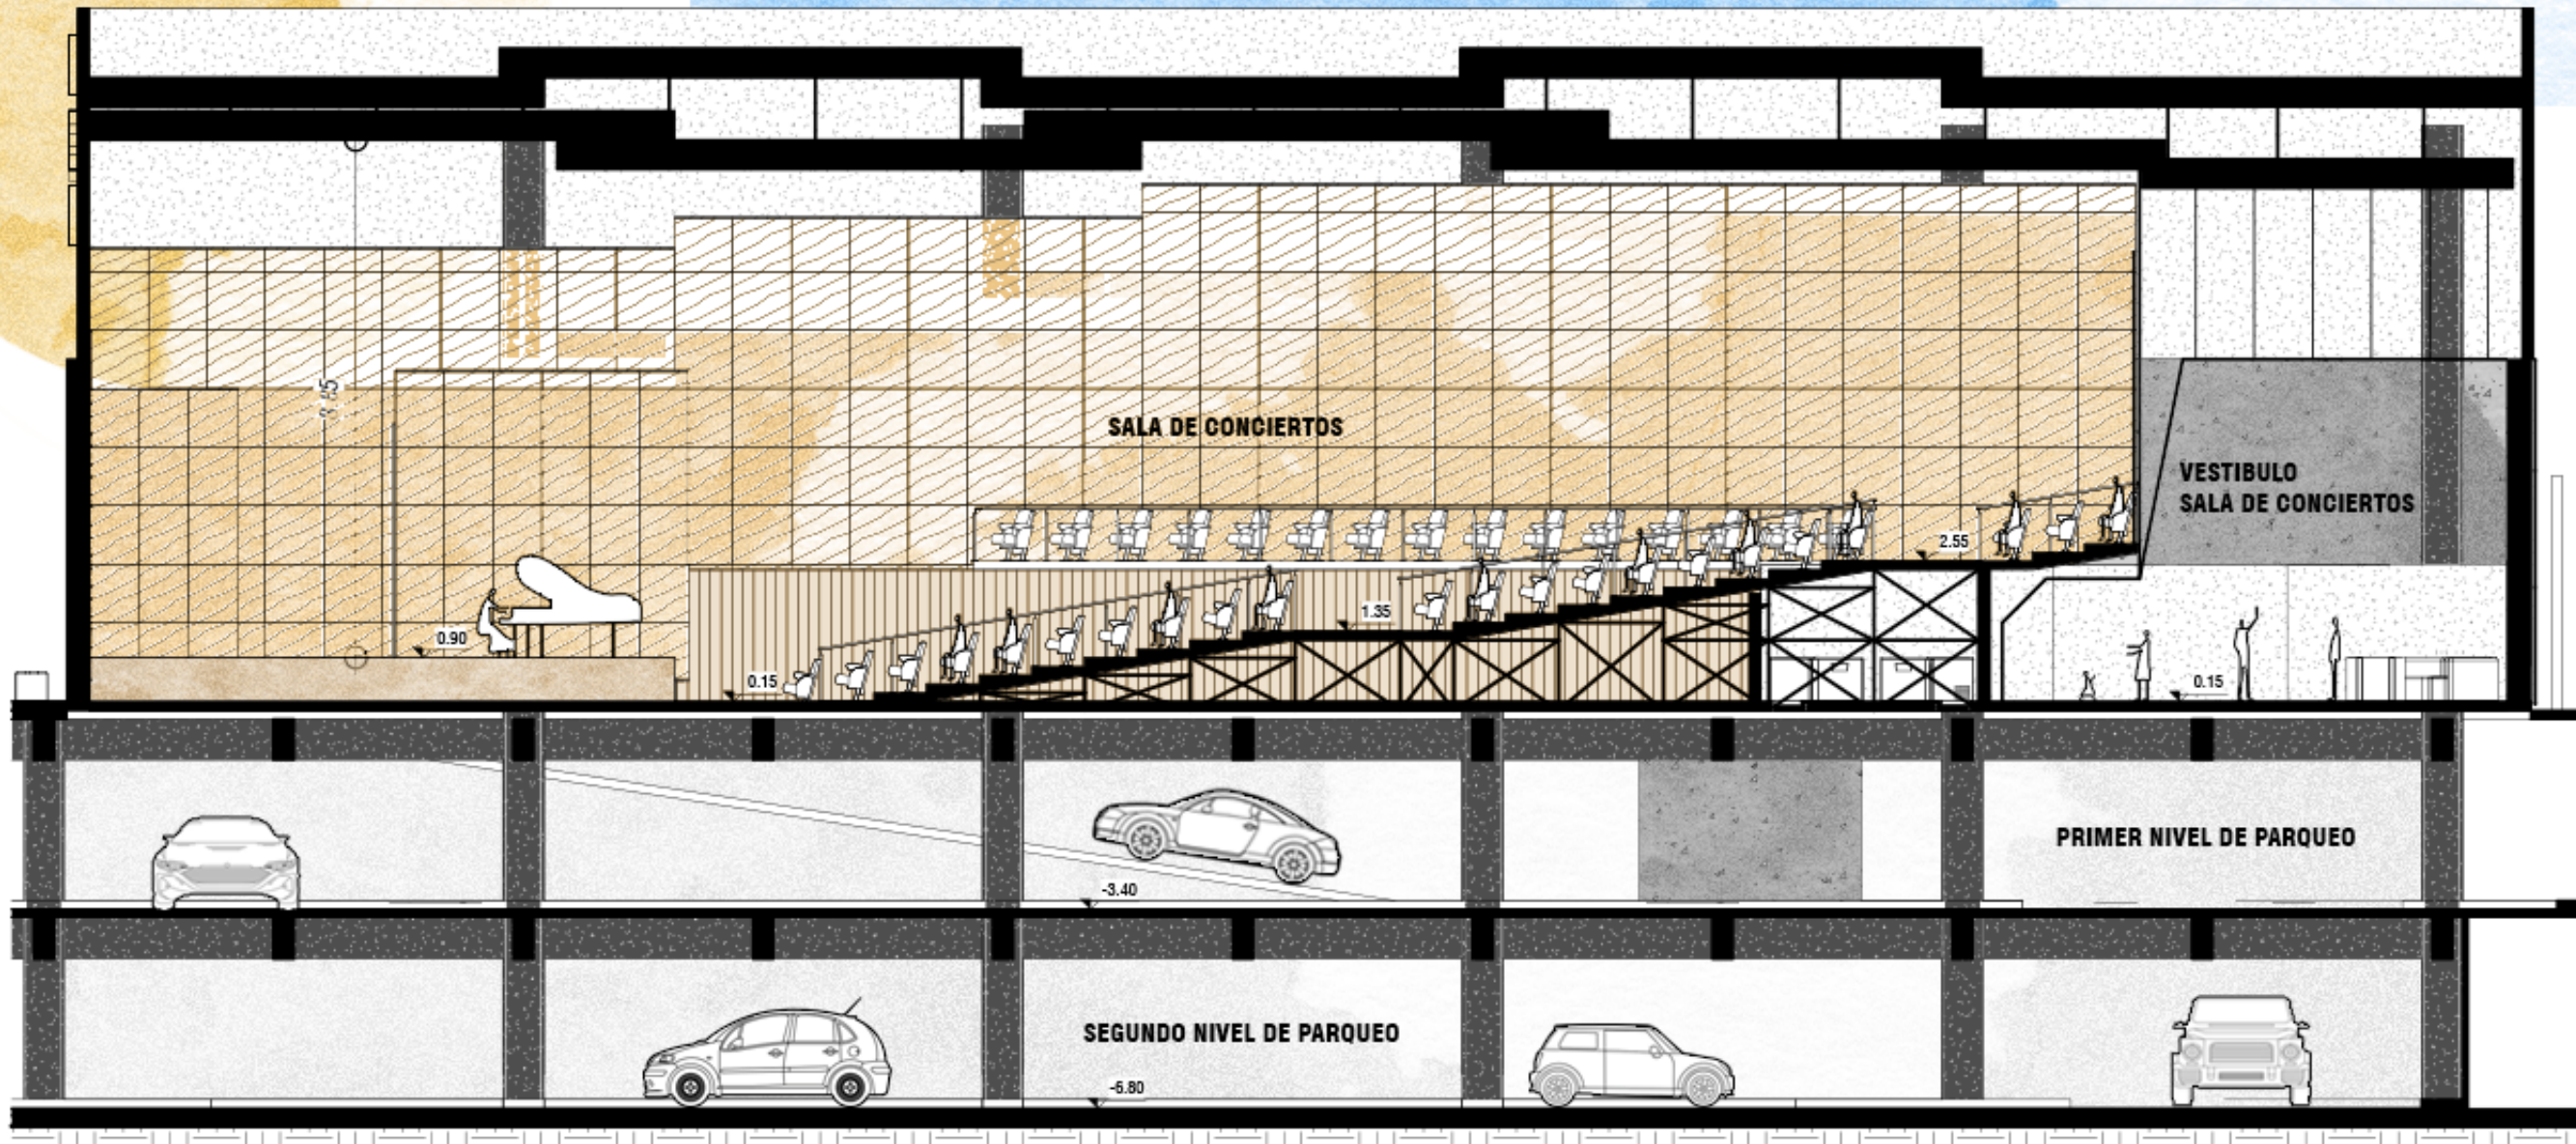 SALA DE CONCIERTOS
VESTIBULO
SALA DE CONCIERTOS
2.55
1.35
0.90
0.15
0.15
PRIMER NIVEL DE PARQUEO
-3.40
SEGUNDO NIVEL DE PARQUEO
-6.80